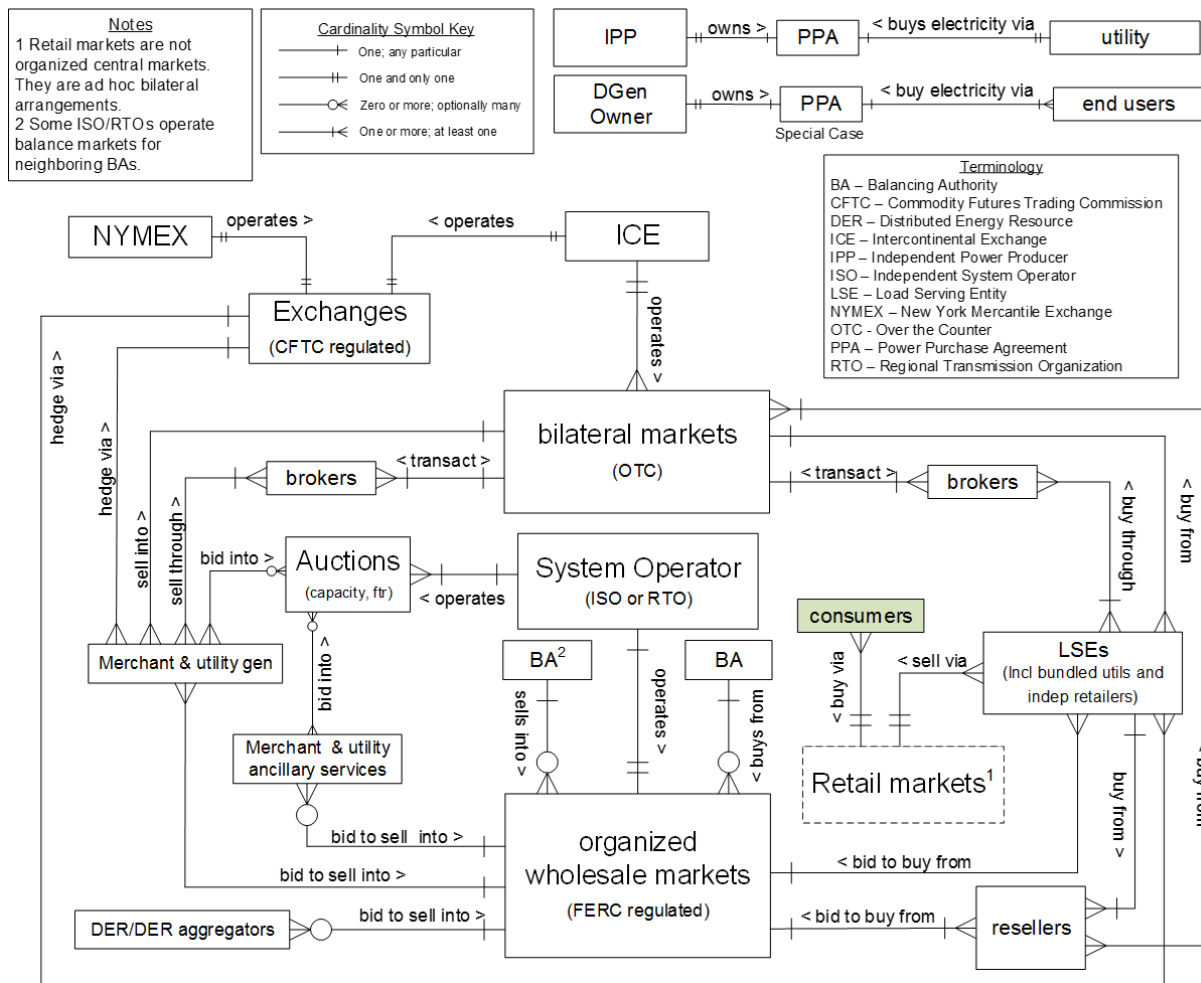 Notes
1 Retail markets are not
organized central markets.
They are ad hoc bilateral
arrangements.
2 Some ISO/RTOs operate
balance markets for
neighboring BAs.
Cardinality Symbol Key
One; any particular
One and only one
Zero or more; optionally many
One or more; at least one
IPP
owns >
PPA
< buys electricity via
utility
DGen
Owner
owns >
PPA
Special Case
< buy electricity via
end users
Terminology
BA – Balancing Authority
CFTC – Commodity Futures Trading Commission
DER – Distributed Energy Resource
ICE – Intercontinental Exchange
IPP – Independent Power Producer
ISO – Independent System Operator
LSE – Load Serving Entity
NYMEX – New York Mercantile Exchange
OTC - Over the Counter
PPA – Power Purchase Agreement
RTO – Regional Transmission Organization
NYMEX
operates >
< operates
ICE
Exchanges
(CFTC regulated)
operates >
hedge via >
hedge via >
sell into >
sell through >
bilateral markets
(OTC)
brokers
< transact >
< transact >
brokers
< buy through
< buy from
bid into >
Auctions
(capacity, ftr)
< operates
System Operator
(ISO or RTO)
consumers
< buy via
< sell via
LSEs
(Incl bundled utils and
indep retailers)
Merchant & utility gen
bid into >
BA2
BA
sells into >
operates >
< buys from
Merchant & utility
ancillary services
Retail markets1
buy from >
< buy from
bid to sell into >
organized
wholesale markets
(FERC regulated)
< bid to buy from
bid to sell into >
DER/DER aggregators
bid to sell into >
< bid to buy from
resellers